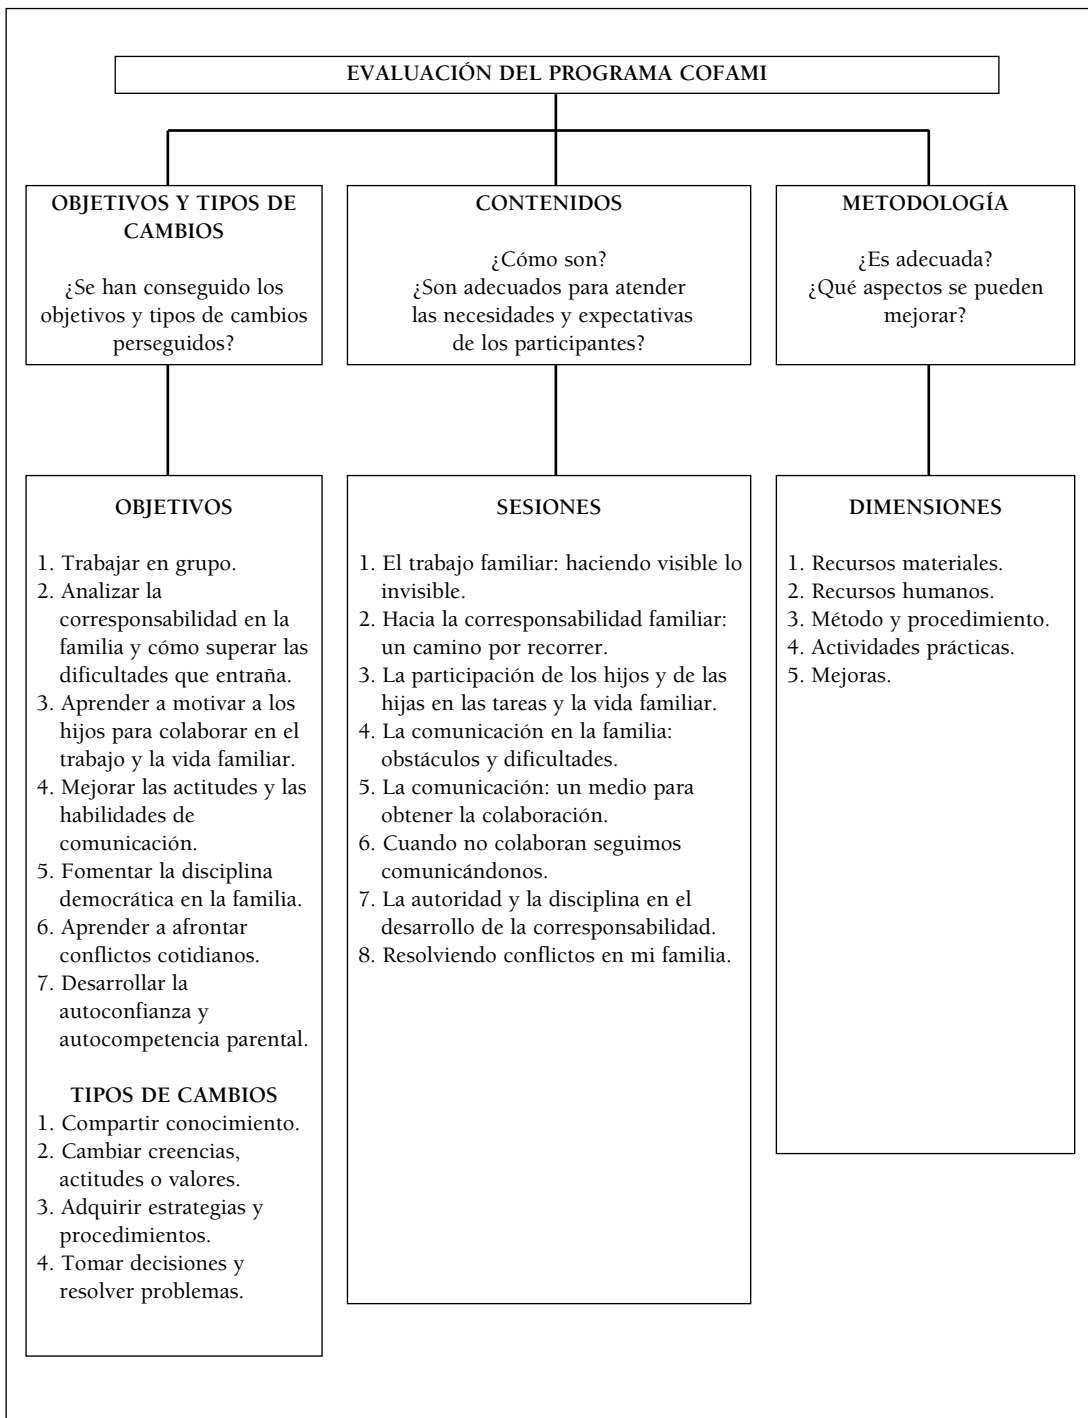 EVALUACIÓN DEL PROGRAMA COFAMI
OBJETIVOS Y TIPOS DE
CAMBIOS
¿Se han conseguido los
objetivos y tipos de cambios
perseguidos?
CONTENIDOS
¿Cómo son?
¿Son adecuados para atender
las necesidades y expectativas
de los participantes?
METODOLOGÍA
¿Es adecuada?
¿Qué aspectos se pueden
mejorar?
OBJETIVOS
1. Trabajar en grupo.
2. Analizar la
corresponsabilidad en la
familia y cómo superar las
dificultades que entraña.
3. Aprender a motivar a los
hijos para colaborar en el
trabajo y la vida familiar.
4. Mejorar las actitudes y las
habilidades de
comunicación.
5. Fomentar la disciplina
democrática en la familia.
6. Aprender a afrontar
conflictos cotidianos.
7. Desarrollar la
autoconfianza y
autocompetencia parental.
TIPOS DE CAMBIOS
1. Compartir conocimiento.
2. Cambiar creencias,
actitudes o valores.
3. Adquirir estrategias y
procedimientos.
4. Tomar decisiones y
resolver problemas.
SESIONES
1. El trabajo familiar: haciendo visible lo
invisible.
2. Hacia la corresponsabilidad familiar:
un camino por recorrer.
3. La participación de los hijos y de las
hijas en las tareas y la vida familiar.
4. La comunicación en la familia:
obstáculos y dificultades.
5. La comunicación: un medio para
obtener la colaboración.
6. Cuando no colaboran seguimos
comunicándonos.
7. La autoridad y la disciplina en el
desarrollo de la corresponsabilidad.
8. Resolviendo conflictos en mi familia.
DIMENSIONES
1. Recursos materiales.
2. Recursos humanos.
3. Método y procedimiento.
4. Actividades prácticas.
5. Mejoras.